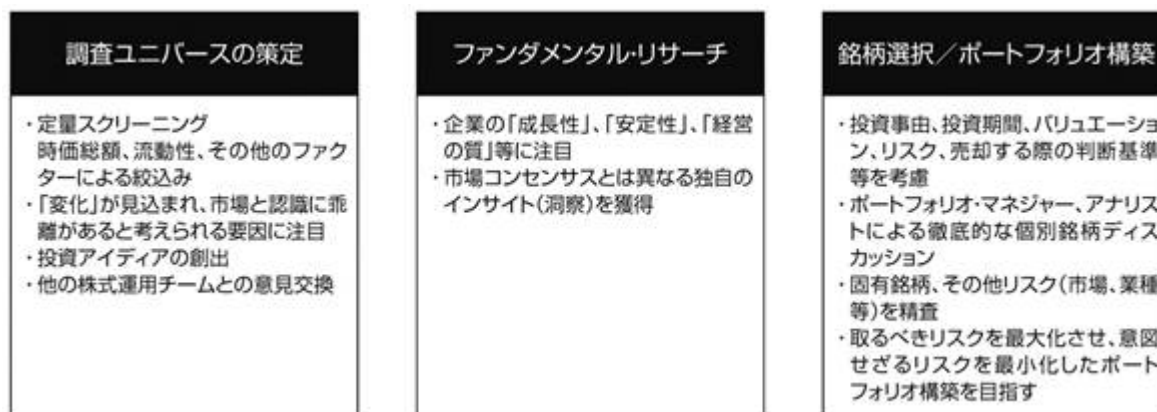 調査ユニバースの策定
・定量スクリーニング
時価総額、流動性、その他のファク
ターによる絞込み
・「変化」が見込まれ、市場と認識に乖
離があると考えられる要因に注目
・投資アイディアの創出
・他の株式運用チームとの意見交換
ファンダメンタル・リサーチ
・企業の「成長性」、「安定性」、「経営
の質」等に注目
・市場コンセンサスとは異なる独自の
インサイト(洞察)を獲得
銘柄選択／ポートフォリオ構築
・投資事由、投資期間、バリュエーショ
ン、リスク、売却する際の判断基準
等を考慮
・ポートフォリオ・マネジャー、アナリス
トによる徹底的な個別銘柄ディス
カッション
・固有銘柄、その他リスク(市場、業種
等)を精査
・取るべきリスクを最大化させ、意図
せざるリスクを最小化したポート
フォリオ構築を目指す